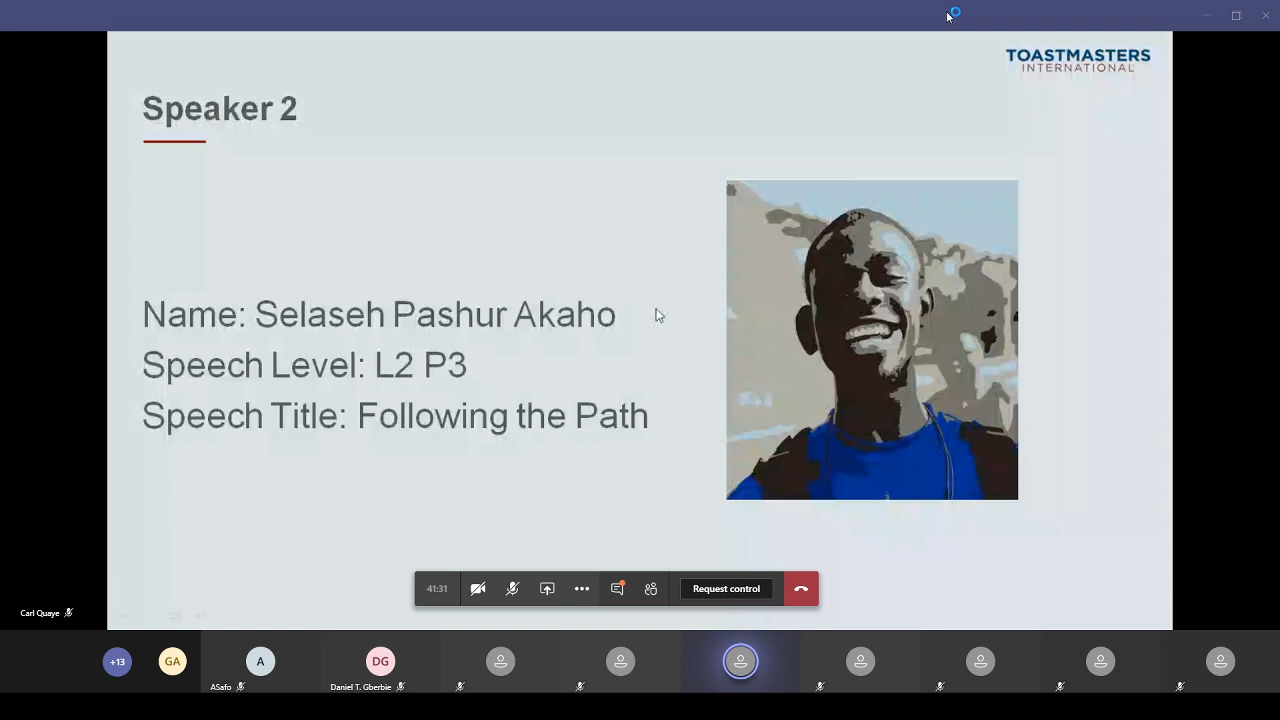 TOASTMASTERS
INTERNATIONAL
Speaker 2
Name: Selaseh Pashur Akaho
Speech Level: L2 P3
Speech Title: Following the Path
41:31
Request control
Carl Quaye
+13
GA
A
DG
ASafo
Daniel T. Gberbie